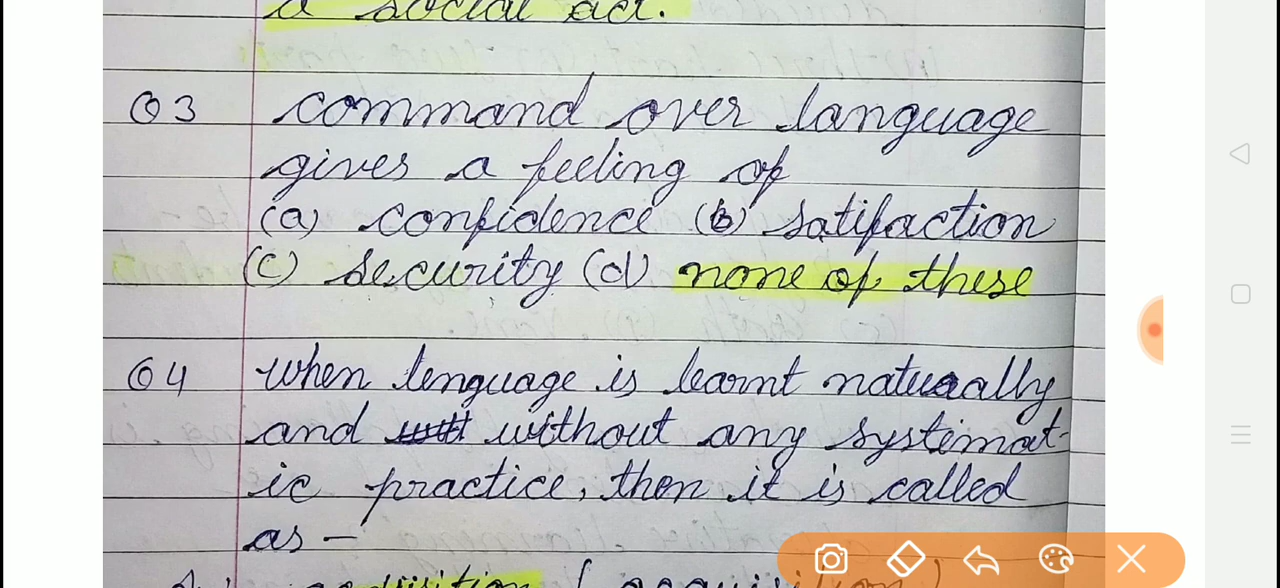 a social act.
Q3 command over language
gives a feeling of
(a) confidence (b) satifaction
(c) security (d) none of these
Q4 when lenguage is learnt naturally
and without any systemat-
ic practice, then it is called
as –